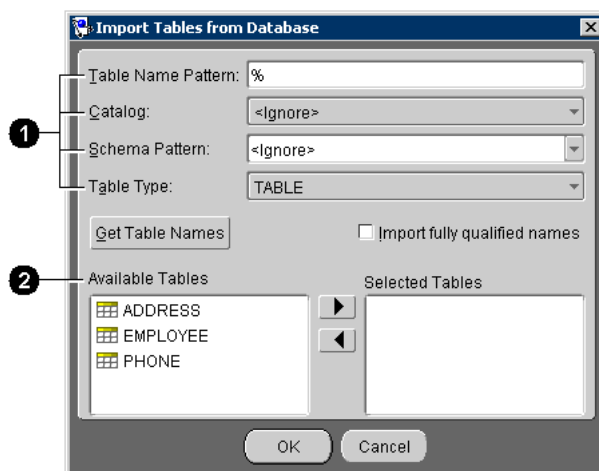 Import Tables from Database
Table Name Pattern: %
1
Catalog: <Ignore>
Schema Pattern: <Ignore>
Table Type: TABLE
Get Table Names
Import fully qualified names
2
Available Tables
Selected Tables
ADDRESS
EMPLOYEE
PHONE
OK
Cancel